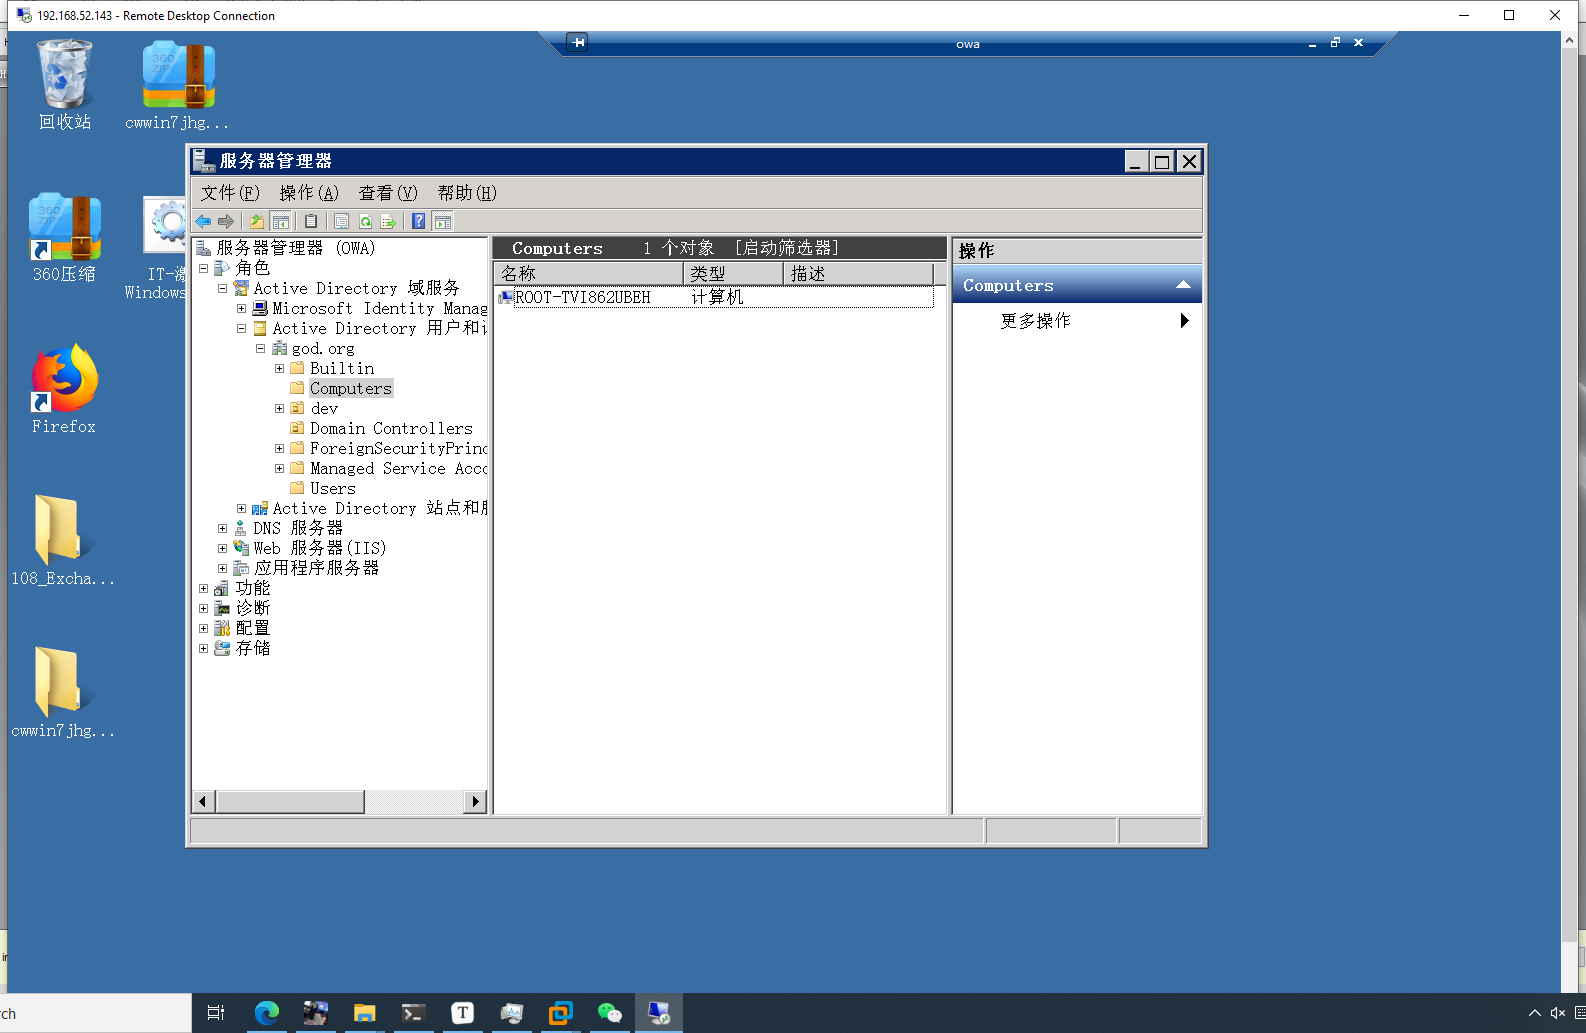 192.168.52.143 - Remote Desktop Connection
owa
回收站
cwwin7jhg...
360压缩
IT-激
Windows
Firefox
108_Excha...
cwwin7jhg...
服务器管理器
文件(F) 操作(A) 查看(V) 帮助(H)
服务器管理器 (OWA)
角色
Active Directory 域服务
Microsoft Identity Manag
Active Directory 用户和计
god.org
Builtin
Computers
dev
Domain Controllers
ForeignSecurityPrinc
Managed Service Acco
Users
Active Directory 站点和服
DNS 服务器
Web 服务器(IIS)
应用程序服务器
功能
诊断
配置
存储
Computers 1 个对象 [启动筛选器]
名称 类型 描述
ROOT-TVI862UBEH 计算机
操作
Computers
更多操作
rch